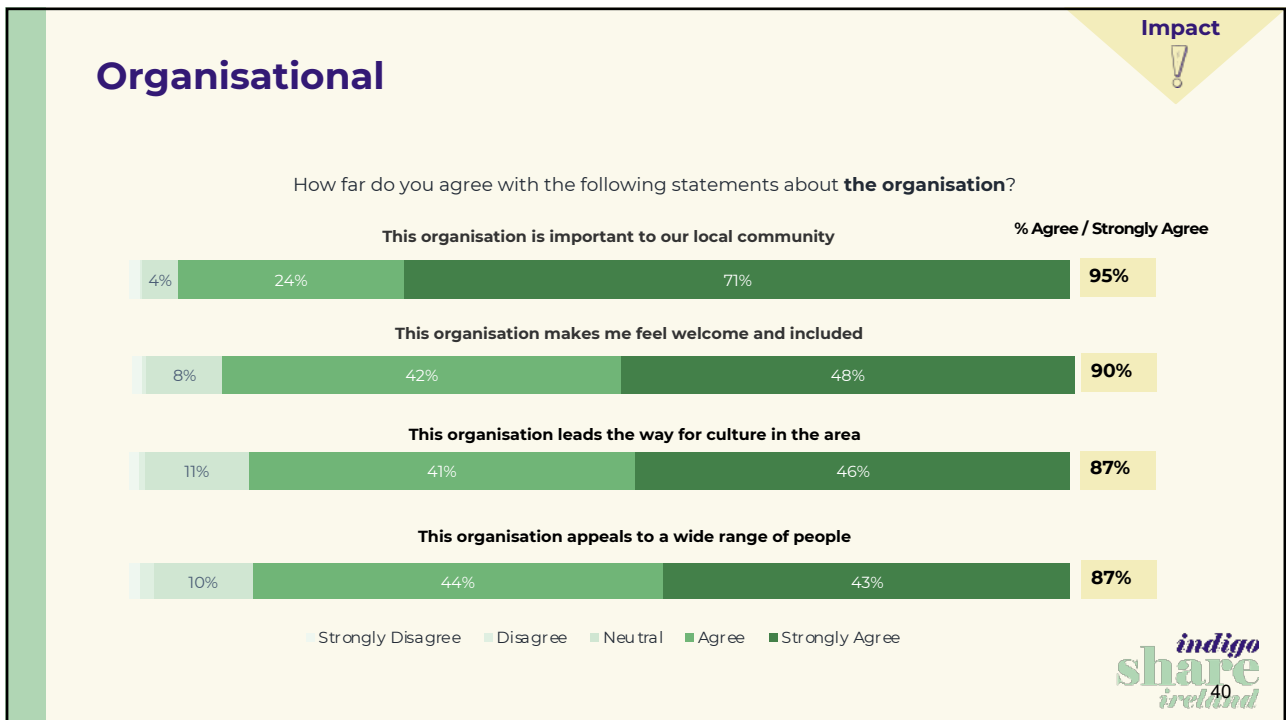 Impact
Organisational
How far do you agree with the following statements about the organisation?
% Agree / Strongly Agree
This organisation is important to our local community
4% 24% 71% 95%
This organisation makes me feel welcome and included
8% 42% 48% 90%
This organisation leads the way for culture in the area
11% 41% 46% 87%
This organisation appeals to a wide range of people
10% 44% 43% 87%
Strongly Disagree Disagree Neutral Agree Strongly Agree
indigo
share
ireland
40